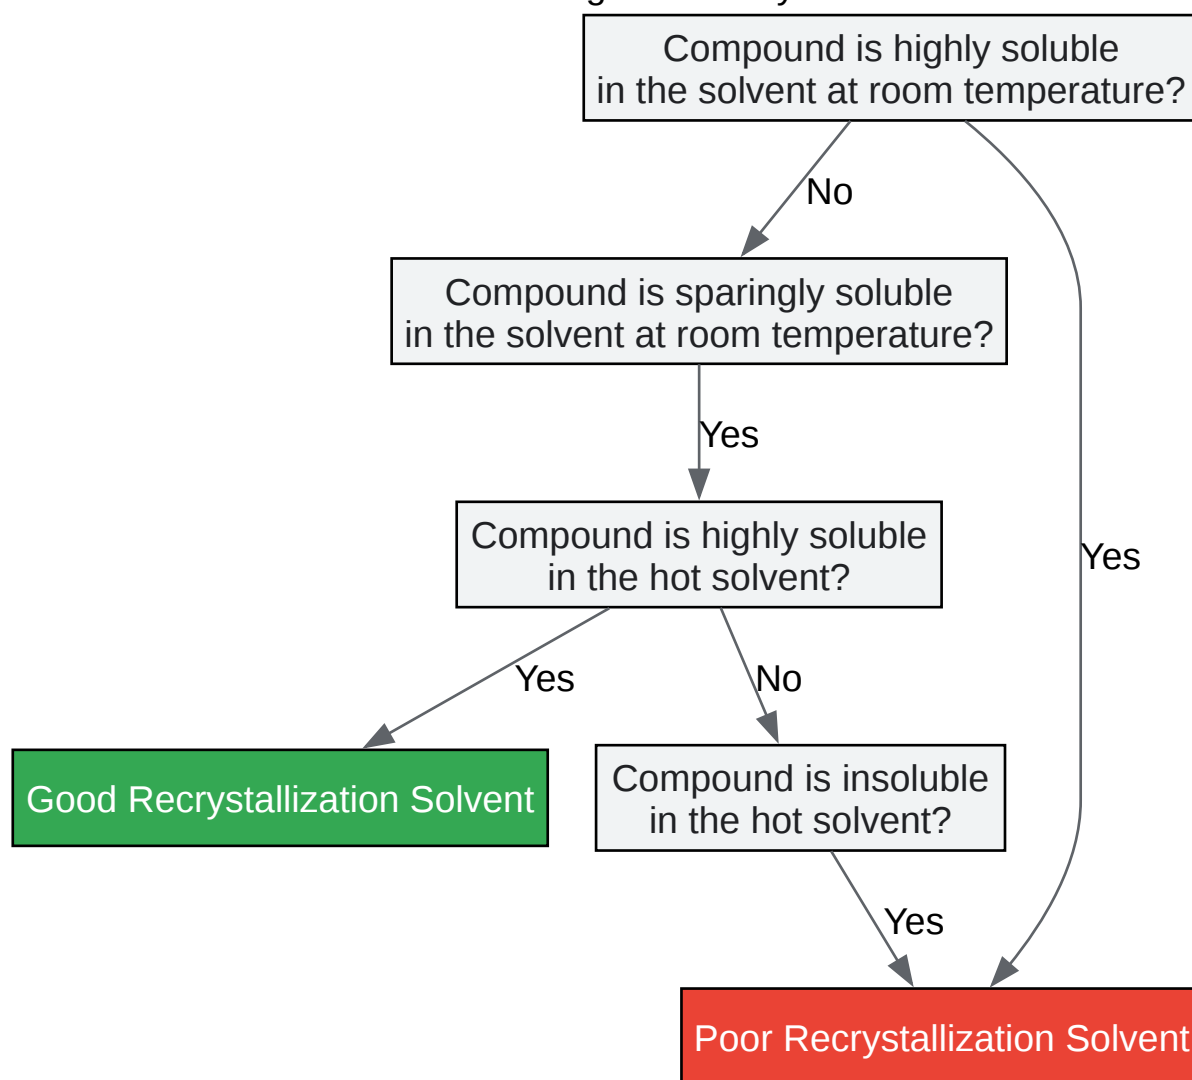 Compound is highly soluble
in the solvent at room temperature?
No
Compound is sparingly soluble
in the solvent at room temperature?
Yes
Compound is highly soluble
in the hot solvent?
Yes
Yes
No
Good Recrystallization Solvent
Compound is insoluble
in the hot solvent?
Yes
Poor Recrystallization Solvent